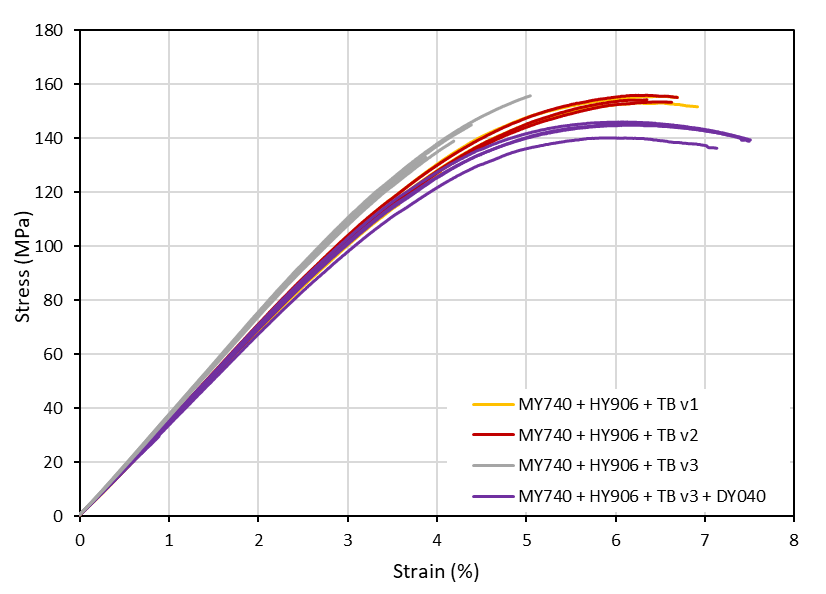 180
160
140
120
100
80
60
40
20
0
Stress (MPa)
MY740 + HY906 + TB v1
MY740 + HY906 + TB v2
MY740 + HY906 + TB v3
MY740 + HY906 + TB v3 + DY040
0 1 2 3 4 5 6 7 8
Strain (%)